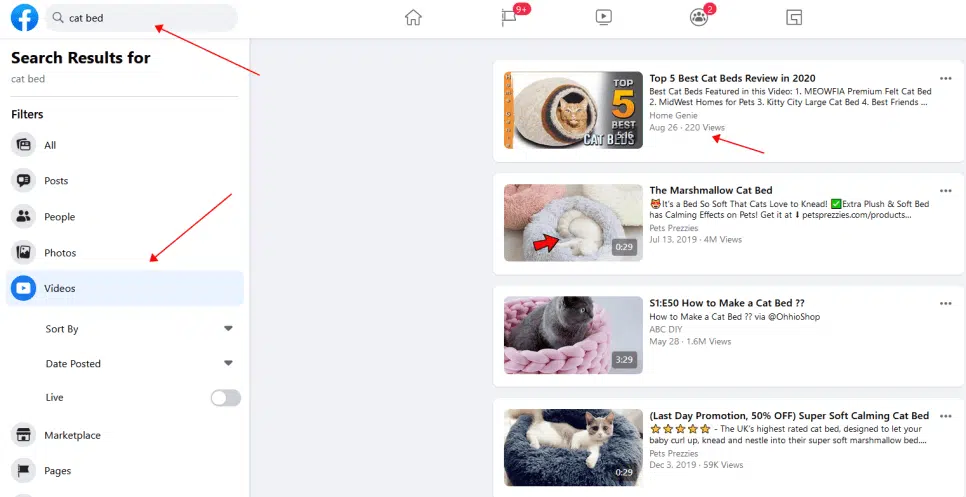 cat bed
9+
2
Search Results for
cat bed
Filters
All
Posts
People
Photos
Videos
Sort By
Date Posted
Live
Marketplace
Pages
TOP
5
BEST
CAT BEDS
5:16
Top 5 Best Cat Beds Review in 2020
Best Cat Beds Featured in this Video: 1. MEOWFIA Premium Felt Cat Bed
2. MidWest Homes for Pets 3. Kitty City Large Cat Bed 4. Best Friends ...
Home Genie
Aug 26 · 220 Views
0:29
The Marshmallow Cat Bed
😻It's a Bed So Soft That Cats Love to Knead! ✅Extra Plush & Soft Bed
has Calming Effects on Pets! Get it at ⬇ petsprezzies.com/products...
Pets Prezzies
Jul 13, 2019 · 4M Views
3:29
S1:E50 How to Make a Cat Bed ??
How to Make a Cat Bed ?? via @OhhioShop
ABC DIY
May 28 · 1.6M Views
0:29
(Last Day Promotion, 50% OFF) Super Soft Calming Cat Bed
⭐⭐⭐⭐⭐ - The UK's highest rated cat bed, designed to let your
baby curl up, knead and nestle into their super soft marshmallow bed....
Pets Prezzies
Dec 3, 2019 · 59K Views